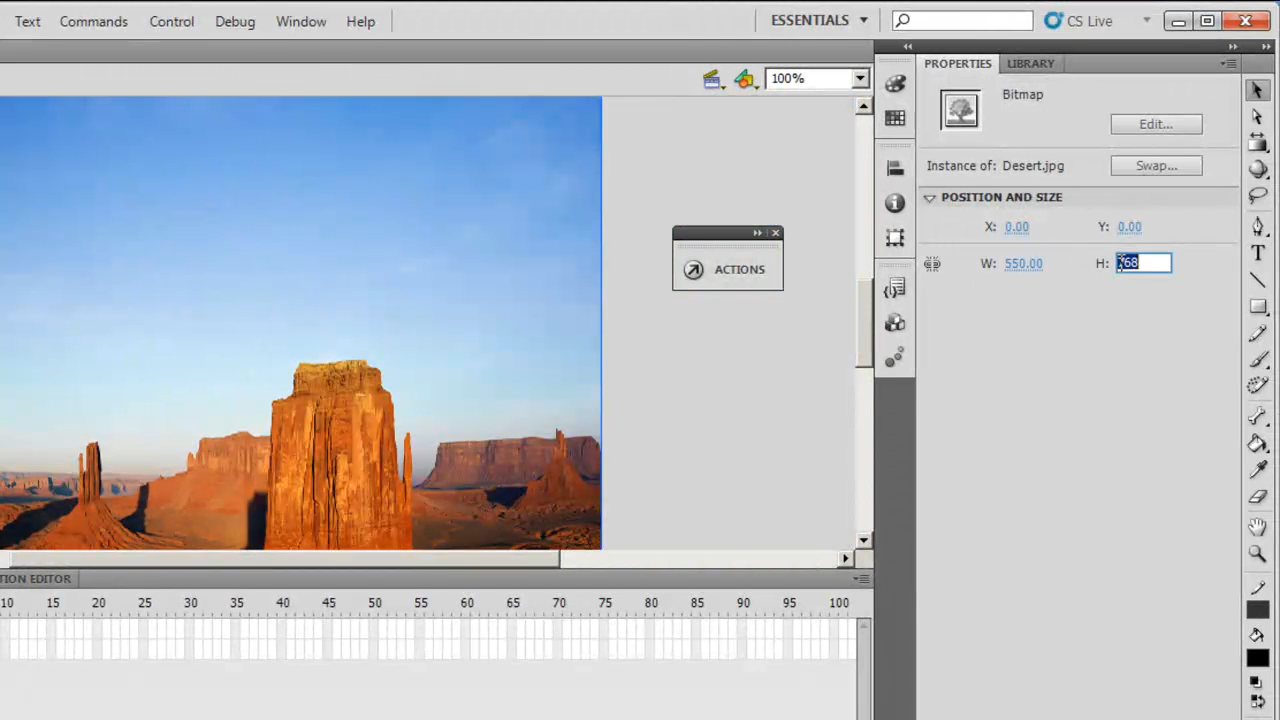 Text Commands Control Debug Window Help ESSENTIALS CS Live
100%
PROPERTIES LIBRARY
Bitmap
Edit...
Instance of: Desert.jpg Swap...
POSITION AND SIZE
X: 0.00 Y: 0.00
W: 550.00 H: 768
ACTIONS
TION EDITOR
10 15 20 25 30 35 40 45 50 55 60 65 70 75 80 85 90 95 100